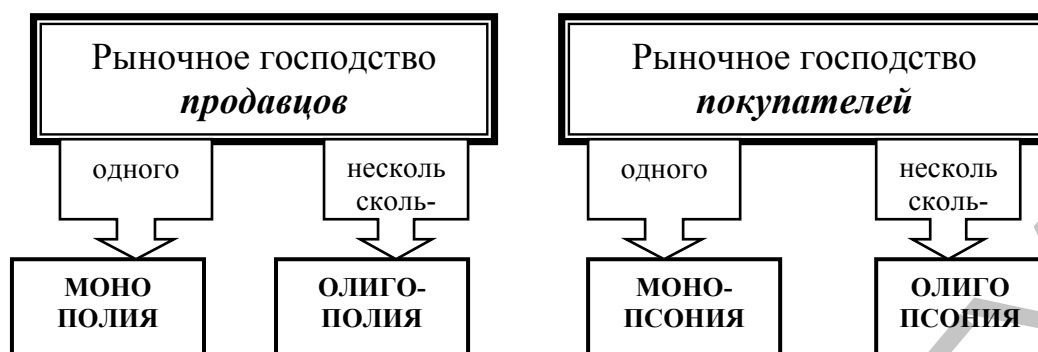 Рыночное господство
продавцов
одного
несколь
сколь-
МОНО
ПОЛИЯ
ОЛИГО-
ПОЛИЯ
Рыночное господство
покупателей
одного
несколь
сколь-
МОНО-
ПСОНИЯ
ОЛИГО
ПСОНИЯ